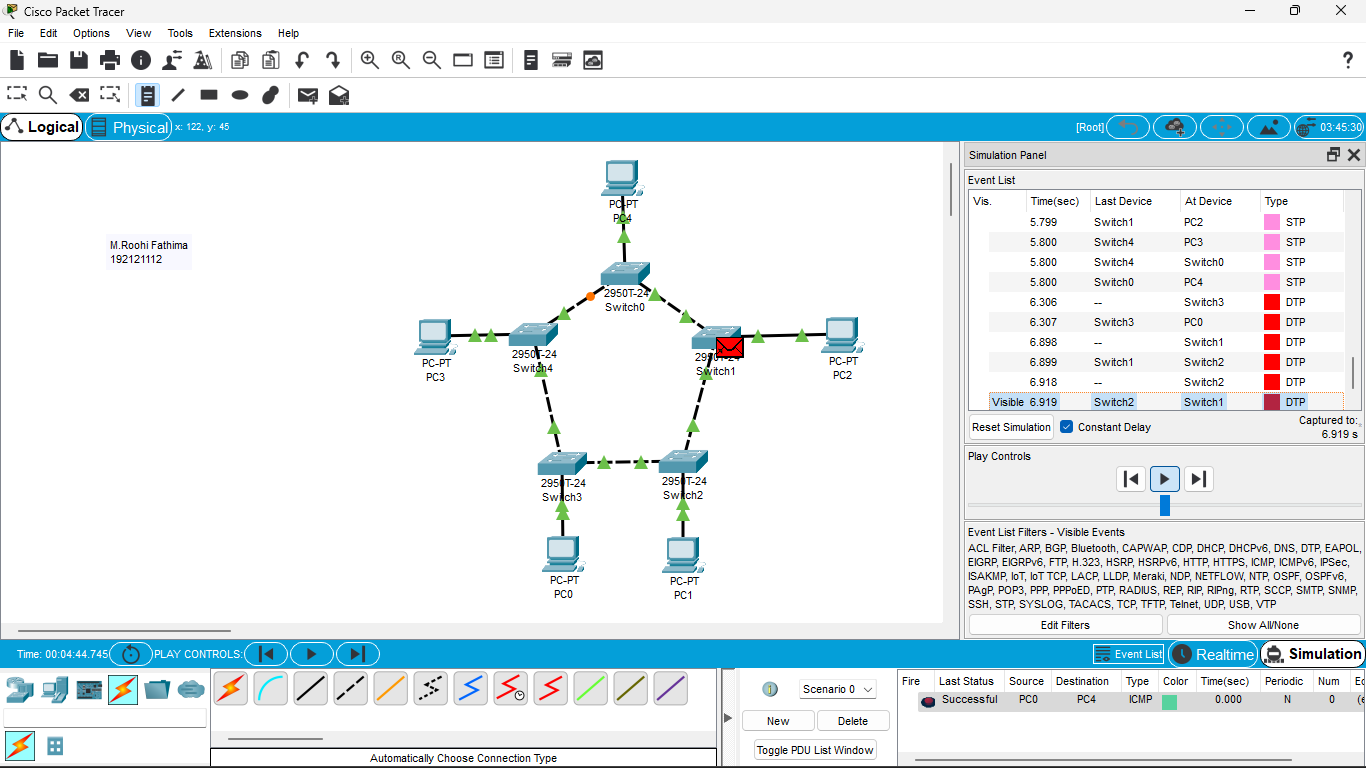 Cisco Packet Tracer
File Edit Options View Tools Extensions Help
Logical Physical x: 122, y: 45 [Root] 03:45:30
M.Roohi Fathima
192121112
PC-PT
PC4
2950T-24
Switch0
PC-PT
PC3
2950T-24
Switch4
2950T-24
Switch1
PC-PT
PC2
2950T-24
Switch3
2950T-24
Switch2
PC-PT
PC0
PC-PT
PC1
Simulation Panel
Event List
Vis. Time(sec) Last Device At Device Type
5.799 Switch1 PC2 STP
5.800 Switch4 PC3 STP
5.800 Switch4 Switch0 STP
5.800 Switch0 PC4 STP
6.306 -- Switch3 DTP
6.307 Switch3 PC0 DTP
6.898 -- Switch1 DTP
6.899 Switch1 Switch2 DTP
6.918 -- Switch2 DTP
Visible 6.919 Switch2 Switch1 DTP
Reset Simulation Constant Delay
Captured to:
6.919 s
Play Controls
Event List Filters - Visible Events
ACL Filter, ARP, BGP, Bluetooth, CAPWAP, CDP, DHCP, DHCPv6, DNS, DTP, EAPOL,
EIGRP, EIGRPv6, FTP, H.323, HSRP, HSRPv6, HTTP, HTTPS, ICMP, ICMPv6, IPSec,
ISAKMP, IoT, IoT TCP, LACP, LLDP, Meraki, NDP, NETFLOW, NTP, OSPF, OSPFv6,
PAgP, POP3, PPP, PPPoED, PTP, RADIUS, REP, RIP, RIPng, RTP, SCCP, SMTP, SNMP,
SSH, STP, SYSLOG, TACACS, TCP, TFTP, Telnet, UDP, USB, VTP
Edit Filters Show All/None
Time: 00:04:44.745 PLAY CONTROLS: Event List Realtime Simulation
Automatically Choose Connection Type
Scenario 0
New Delete
Toggle PDU List Window
Fire Last Status Source Destination Type Color Time(sec) Periodic Num Ec
Successful PC0 PC4 ICMP 0.000 N 0 (e